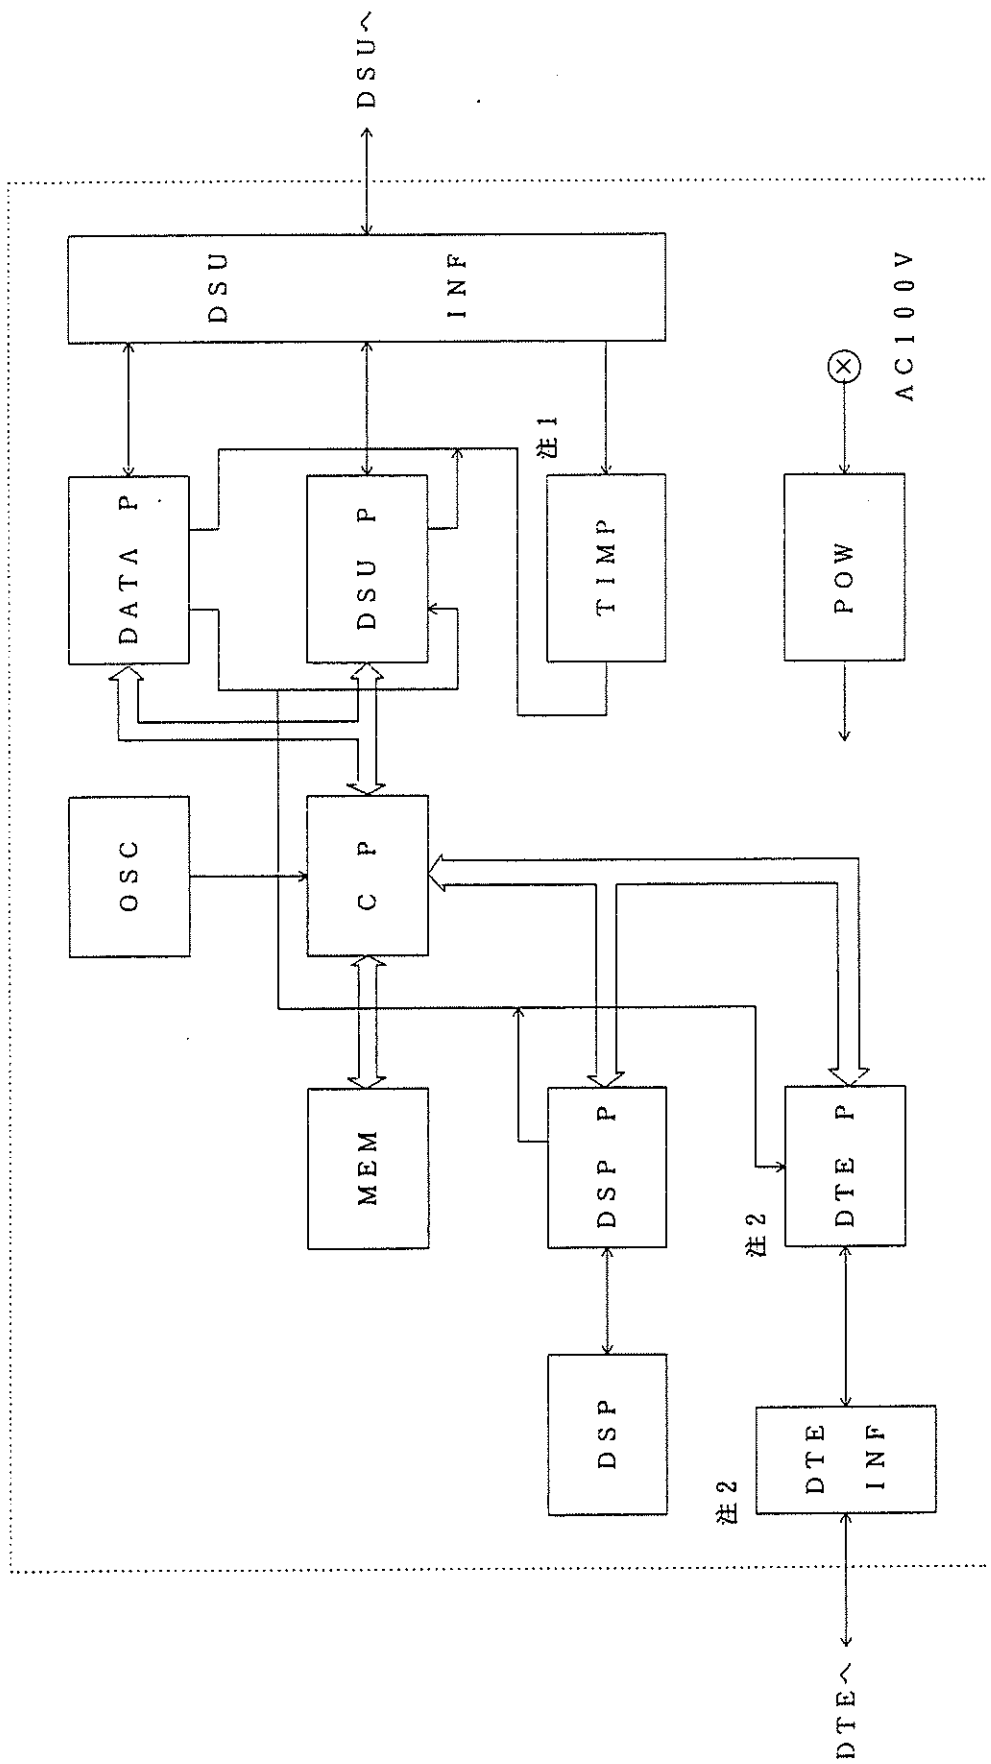 DSUへ
DSU
INF
DATA P
DSU P
注1
TIMP
AC100V
POW
OSC
C P
MEM
DSP P
注2
DTE P
DSP
注2
DTE
INF
DTEへ